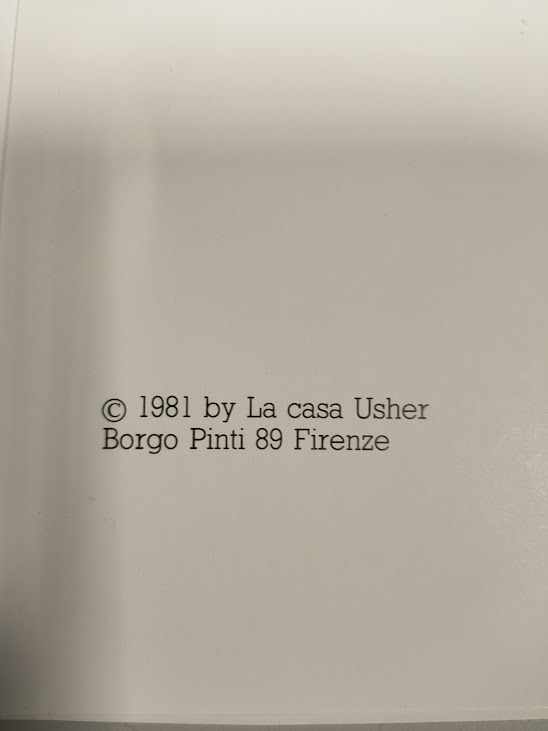 © 1981 by La casa Usher
Borgo Pinti 89 Firenze